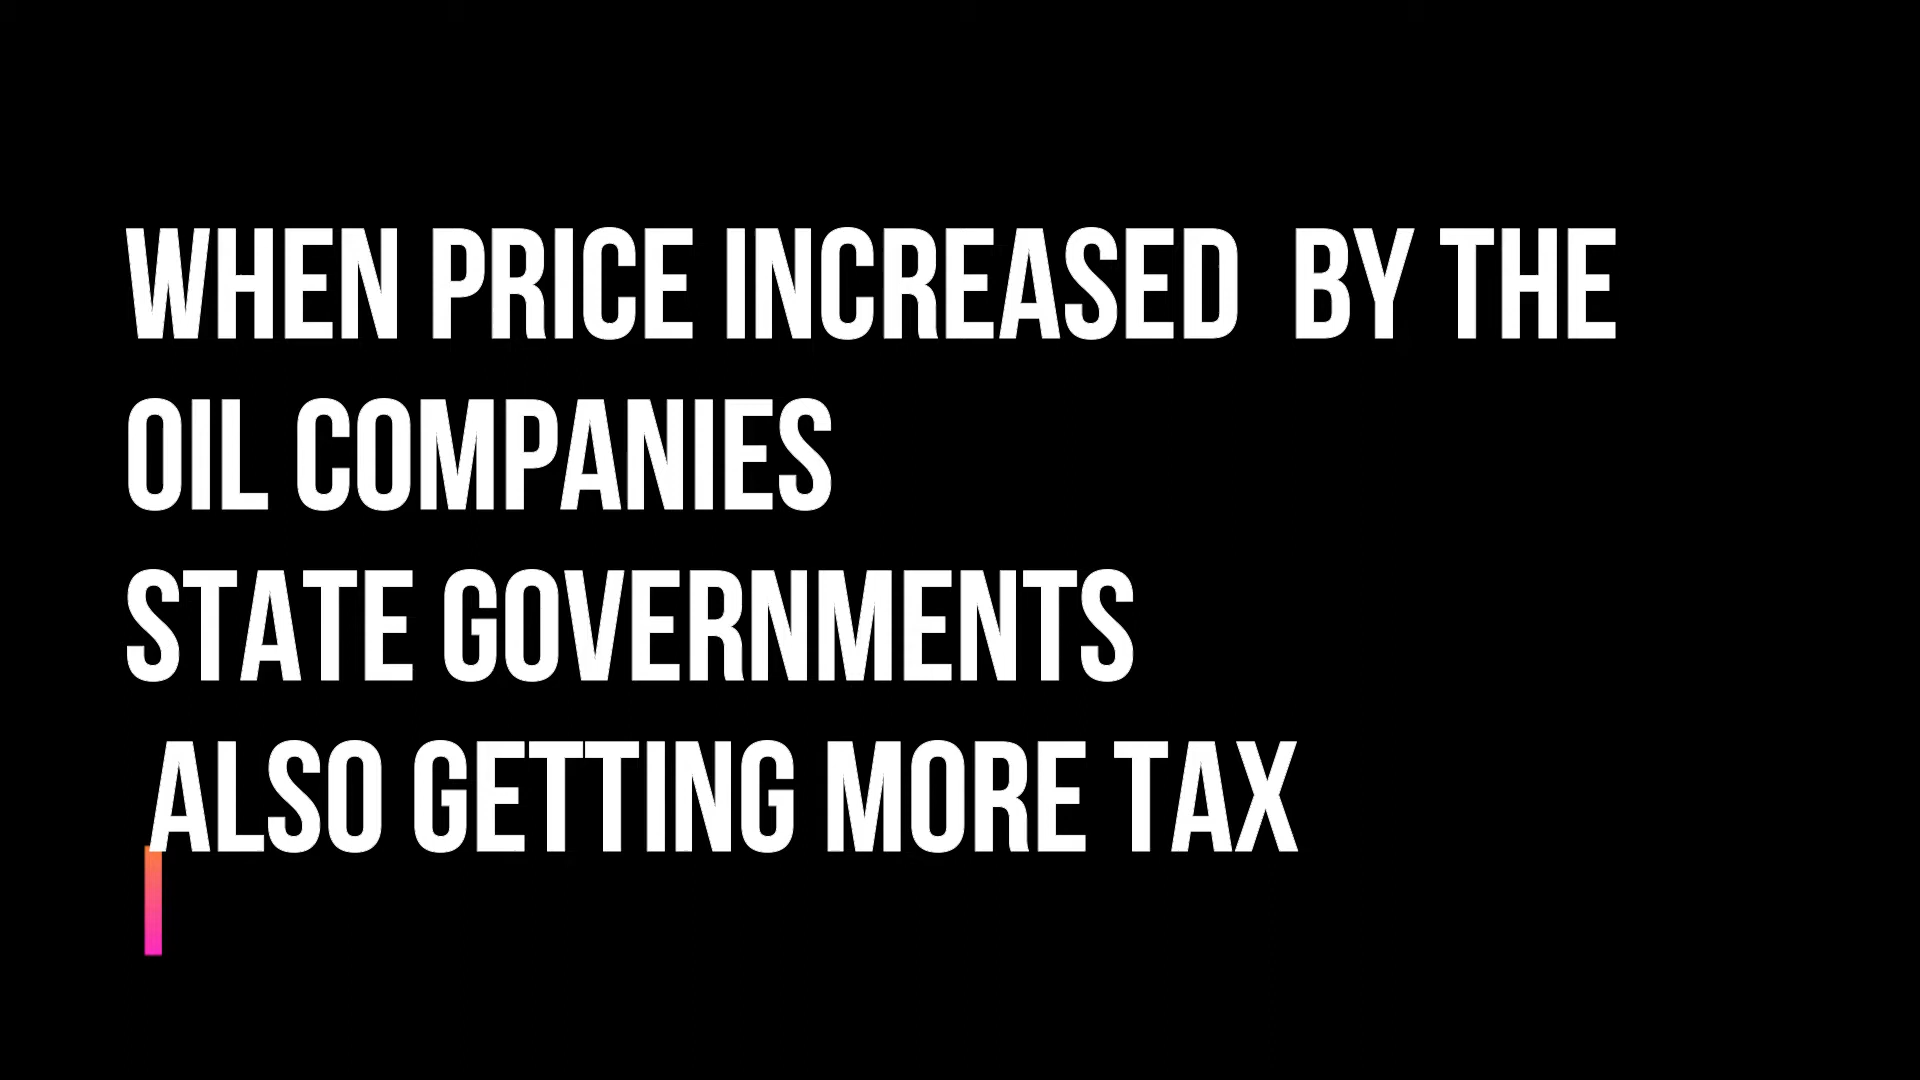 WHEN PRICE INCREASED  BY THE
OIL COMPANIES
STATE GOVERNMENTS
ALSO GETTING MORE TAX